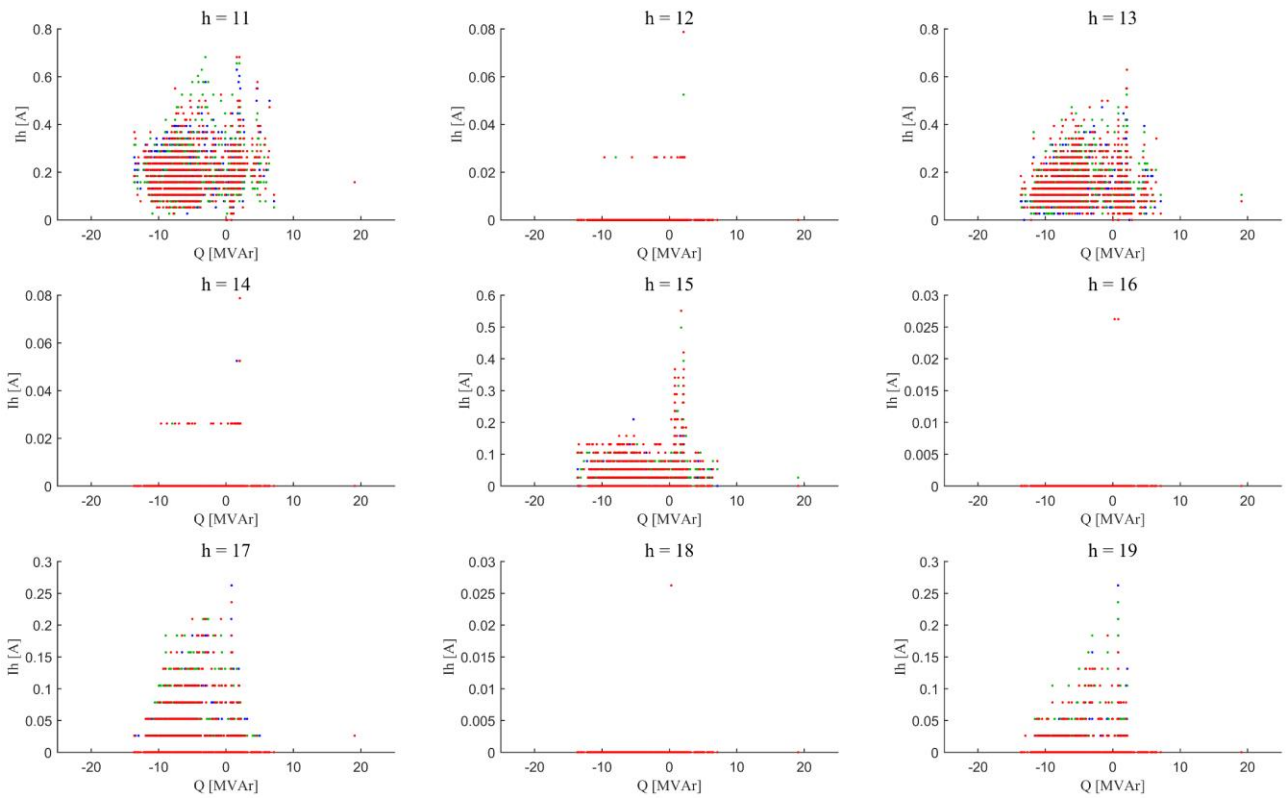 h = 11
0.8
0.6
0.4
0.2
0
Ih [A]
-20 -10 0 10 20
Q [MVAr]
h = 12
0.08
0.06
0.04
0.02
0
Ih [A]
-20 -10 0 10 20
Q [MVAr]
h = 13
0.8
0.6
0.4
0.2
0
Ih [A]
-20 -10 0 10 20
Q [MVAr]
h = 14
0.08
0.06
0.04
0.02
0
Ih [A]
-20 -10 0 10 20
Q [MVAr]
h = 15
0.6
0.5
0.4
0.3
0.2
0.1
0
Ih [A]
-20 -10 0 10 20
Q [MVAr]
h = 16
0.03
0.025
0.02
0.015
0.01
0.005
0
Ih [A]
-20 -10 0 10 20
Q [MVAr]
h = 17
0.3
0.25
0.2
0.15
0.1
0.05
0
Ih [A]
-20 -10 0 10 20
Q [MVAr]
h = 18
0.03
0.025
0.02
0.015
0.01
0.005
0
Ih [A]
-20 -10 0 10 20
Q [MVAr]
h = 19
0.3
0.25
0.2
0.15
0.1
0.05
0
Ih [A]
-20 -10 0 10 20
Q [MVAr]